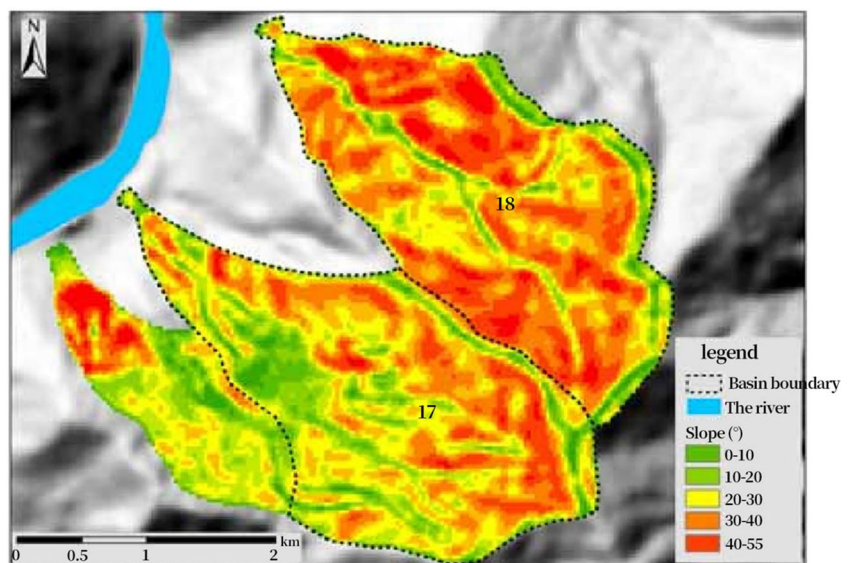 N
18
17
legend
Basin boundary
The river
Slope (°)
0-10
10-20
20-30
30-40
40-55
km
0 0.5 1 2